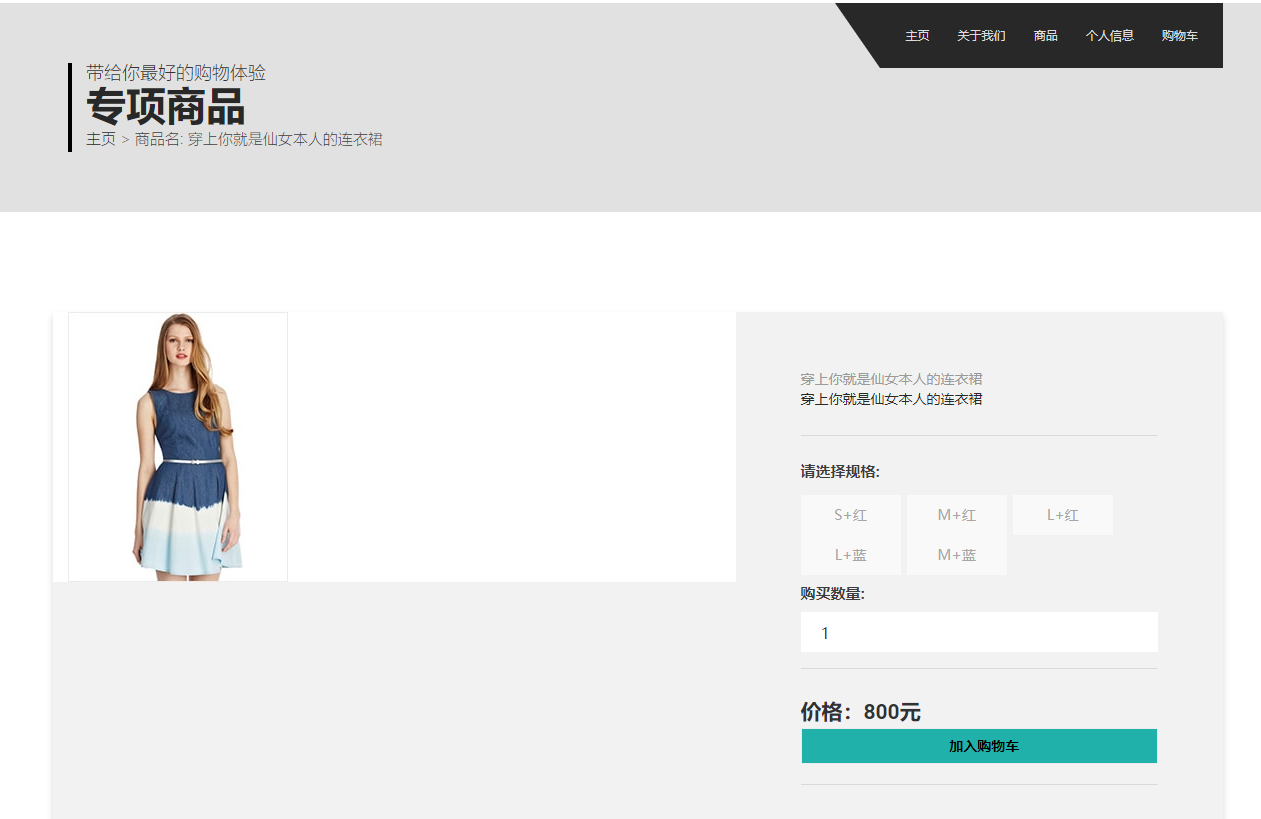 主页 关于我们 商品 个人信息 购物车
带给你最好的购物体验
专项商品
主页 > 商品名: 穿上你就是仙女本人的连衣裙
穿上你就是仙女本人的连衣裙
穿上你就是仙女本人的连衣裙
请选择规格:
S+红 M+红 L+红
L+蓝 M+蓝
购买数量:
1
价格：800元
加入购物车